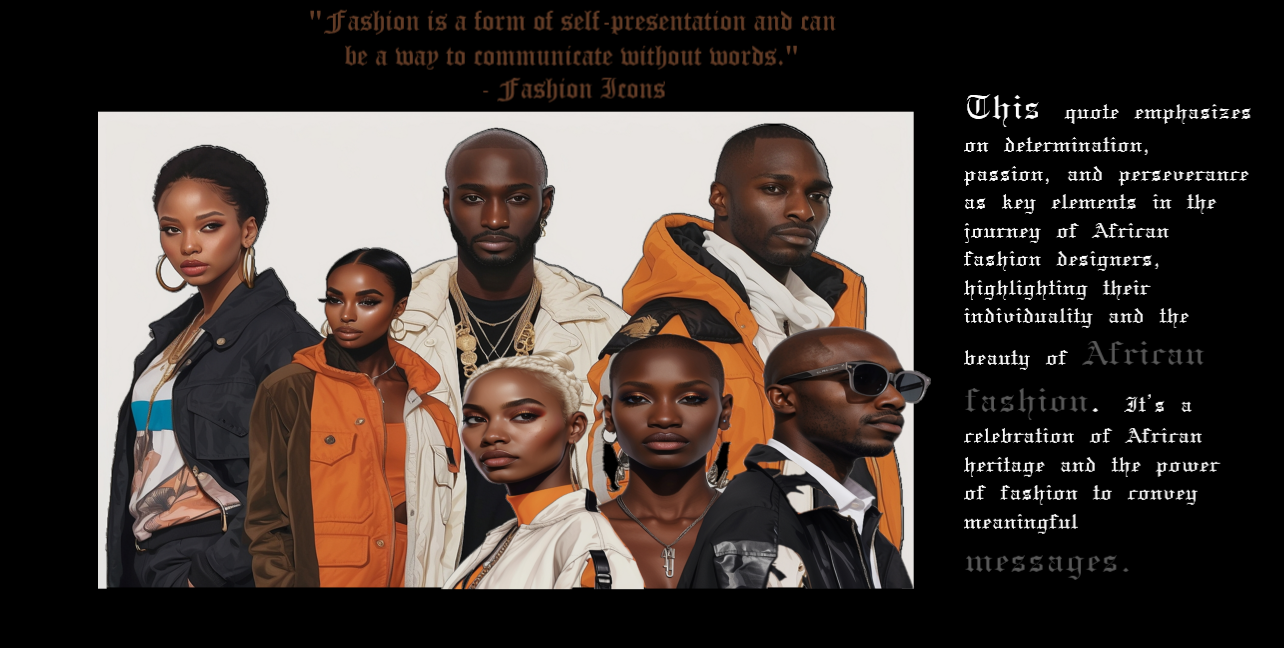 "Fashion is a form of self-presentation and can
be a way to communicate without words."
- Fashion Icons
This quote emphasizes
on determination,
passion, and perseverance
as key elements in the
journey of African
fashion designers,
highlighting their
individuality and the
beauty of African
fashion. It's a
celebration of African
heritage and the power
of fashion to convey
meaningful
messages.